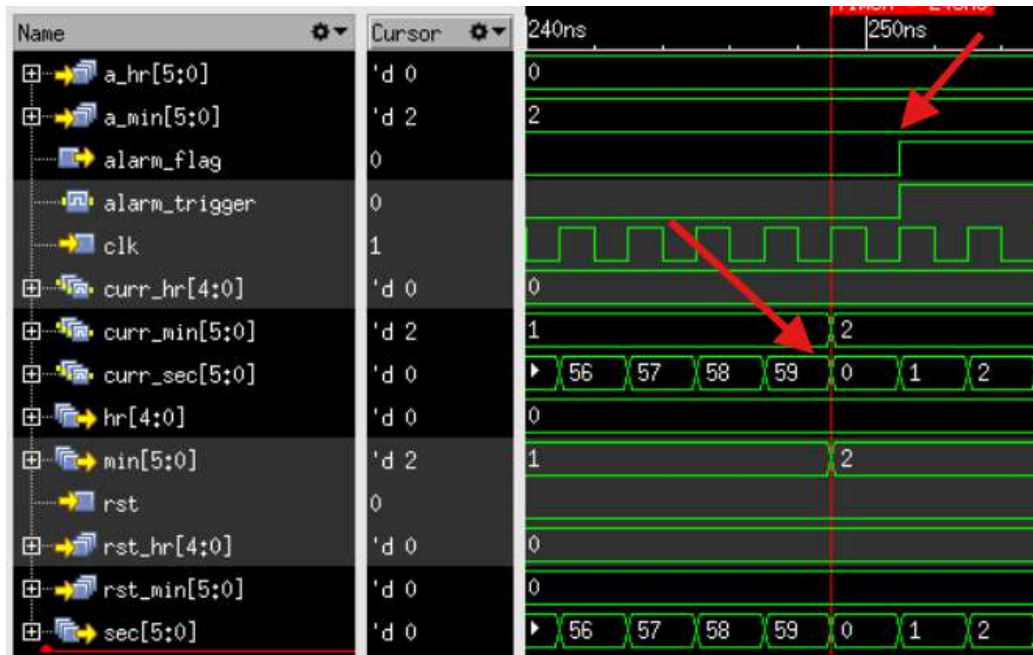 Name Cursor 240ns 250ns
a_hr[5:0] 'd 0 0
a_min[5:0] 'd 2 2
alarm_flag 0
alarm_trigger 0
clk 1
curr_hr[4:0] 'd 0 0
curr_min[5:0] 'd 2 1 2
curr_sec[5:0] 'd 0 56 57 58 59 0 1 2
hr[4:0] 'd 0 0
min[5:0] 'd 2 1 2
rst 0
rst_hr[4:0] 'd 0 0
rst_min[5:0] 'd 0 0
sec[5:0] 'd 0 56 57 58 59 0 1 2